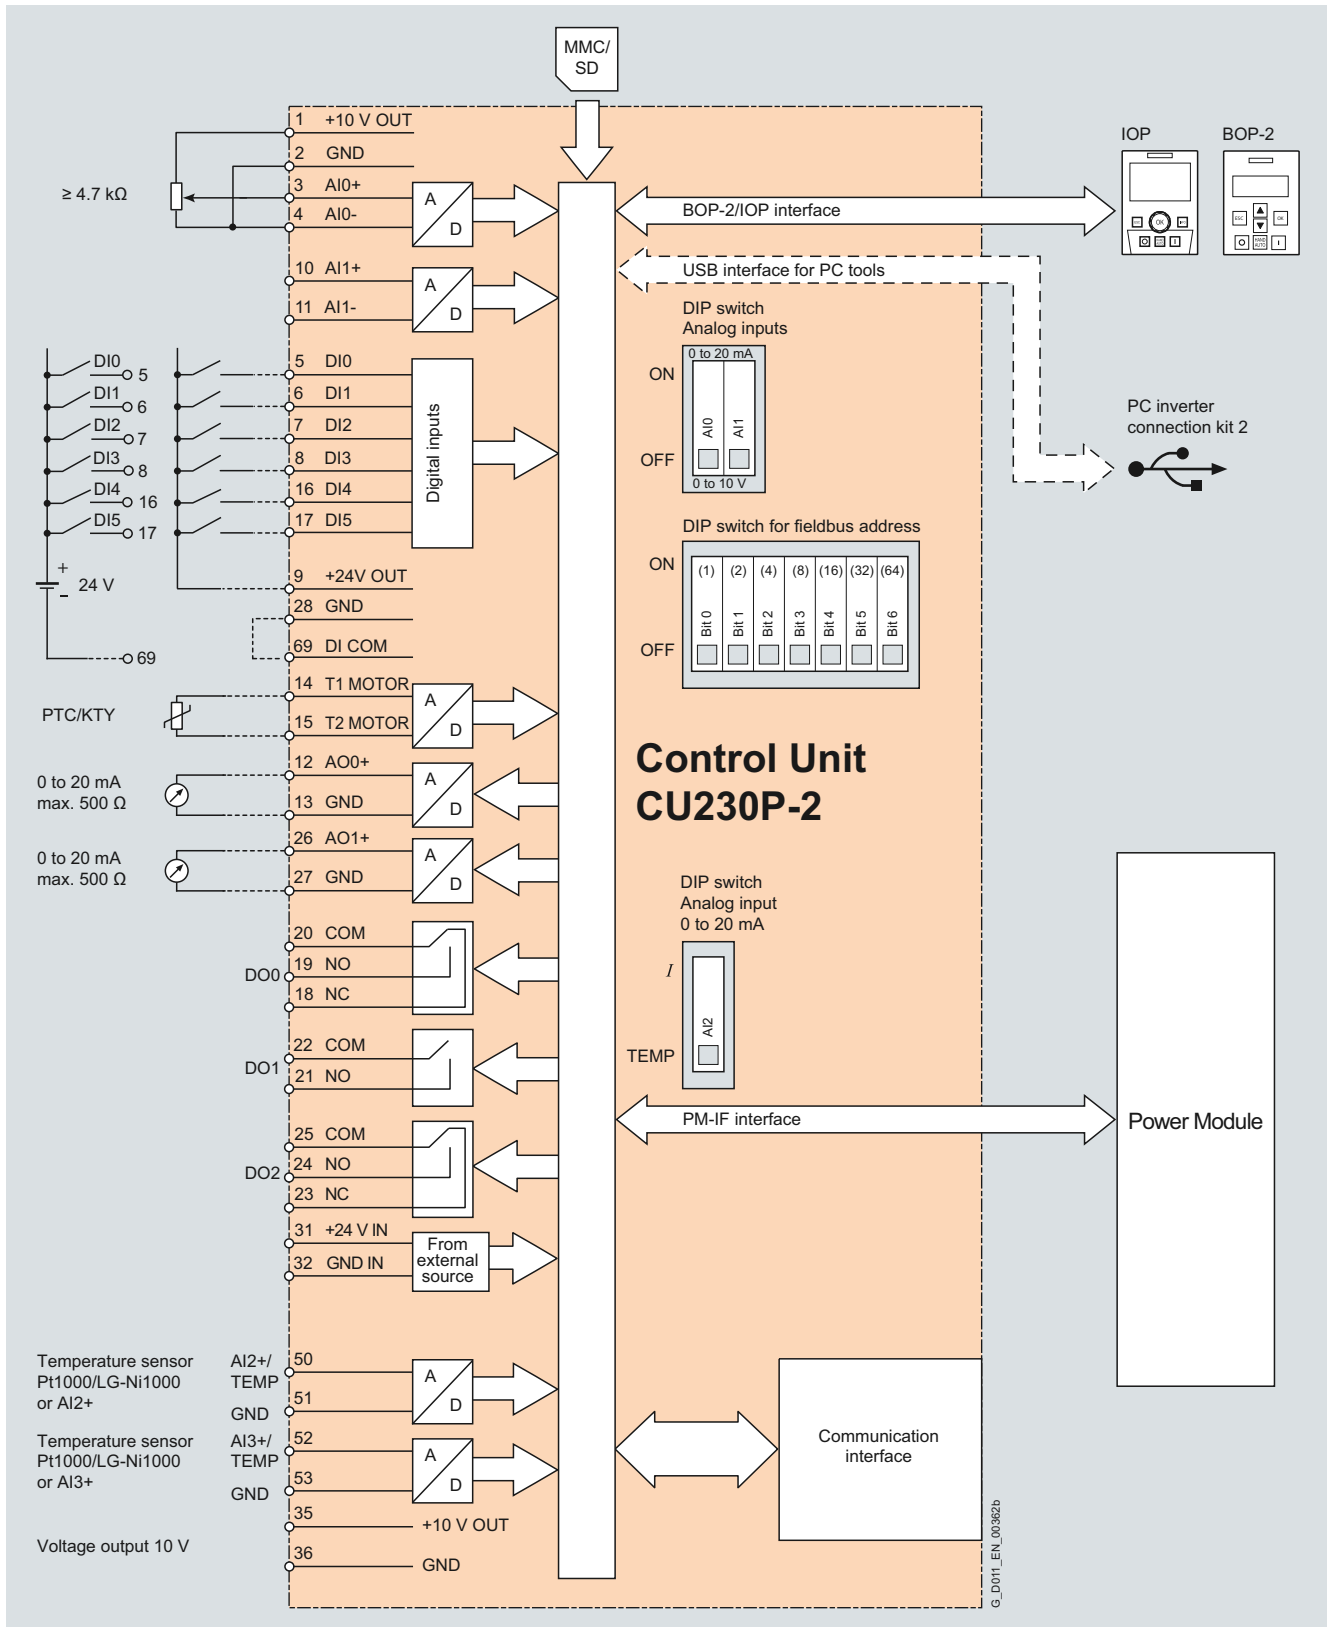 MMC/
SD
1 +10 V OUT
2 GND
3 AI0+
4 AI0-
≥ 4.7 kΩ
A
D
10 AI1+
11 AI1-
A
D
DI0
5
DI1
6
DI2
7
DI3
8
DI4
16
DI5
17
+
24 V
-
69
5 DI0
6 DI1
7 DI2
8 DI3
16 DI4
17 DI5
Digital inputs
9 +24V OUT
28 GND
69 DI COM
PTC/KTY
14 T1 MOTOR
15 T2 MOTOR
A
D
0 to 20 mA
max. 500 Ω
12 AO0+
13 GND
A
D
0 to 20 mA
max. 500 Ω
26 AO1+
27 GND
A
D
DO0
20 COM
19 NO
18 NC
DO1
22 COM
21 NO
DO2
25 COM
24 NO
23 NC
31 +24 V IN
32 GND IN
From
external
source
Temperature sensor
Pt1000/LG-Ni1000
or AI2+
AI2+/
TEMP
GND
50
51
A
D
Temperature sensor
Pt1000/LG-Ni1000
or AI3+
AI3+/
TEMP
GND
52
53
A
D
Voltage output 10 V
35
+10 V OUT
36
GND
BOP-2/IOP interface
USB interface for PC tools
DIP switch
Analog inputs
0 to 20 mA
ON
OFF
AI0
AI1
0 to 10 V
DIP switch for fieldbus address
ON
OFF
(1) (2) (4) (8) (16) (32) (64)
Bit 0
Bit 1
Bit 2
Bit 3
Bit 4
Bit 5
Bit 6
Control Unit
CU230P-2
DIP switch
Analog input
0 to 20 mA
I
AI2
TEMP
PM-IF interface
Communication
interface
IOP
OK
BOP-2
ESC
OK
HAND
AUTO
PC inverter
connection kit 2
Power Module
G_D011_EN_00362b